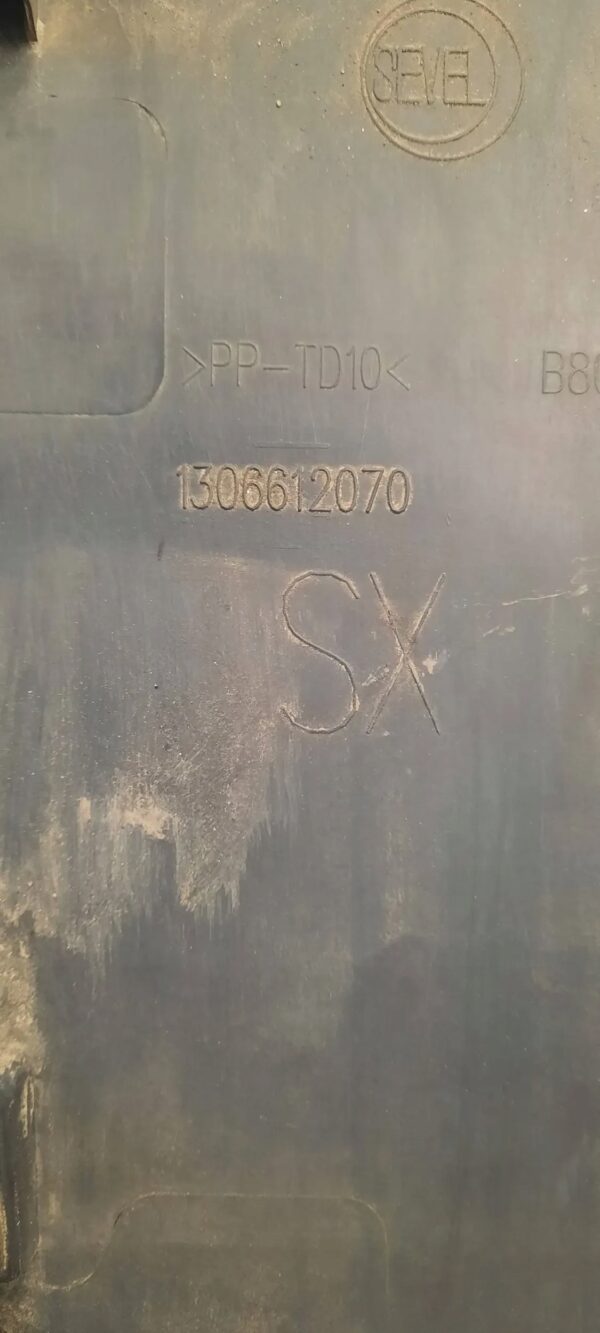 SEVEL
>PP-TD10<
1306612070
SX